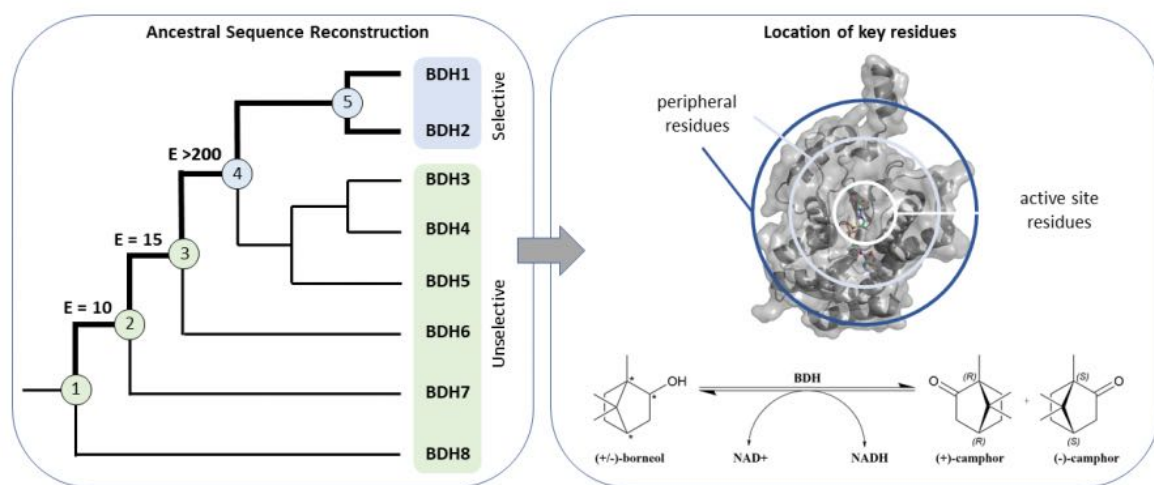 Ancestral Sequence Reconstruction
BDH1
5
BDH2
Selective
E >200
4
BDH3
BDH4
E = 15
3
BDH5
E = 10
2
BDH6
Unselective
1
BDH7
BDH8
Location of key residues
peripheral
residues
active site
residues
OH
*
*
*
(+/-)-borneol
BDH
NAD+
NADH
O
(R)
(R)
(+)-camphor
+
(S)
O
(S)
(-)-camphor